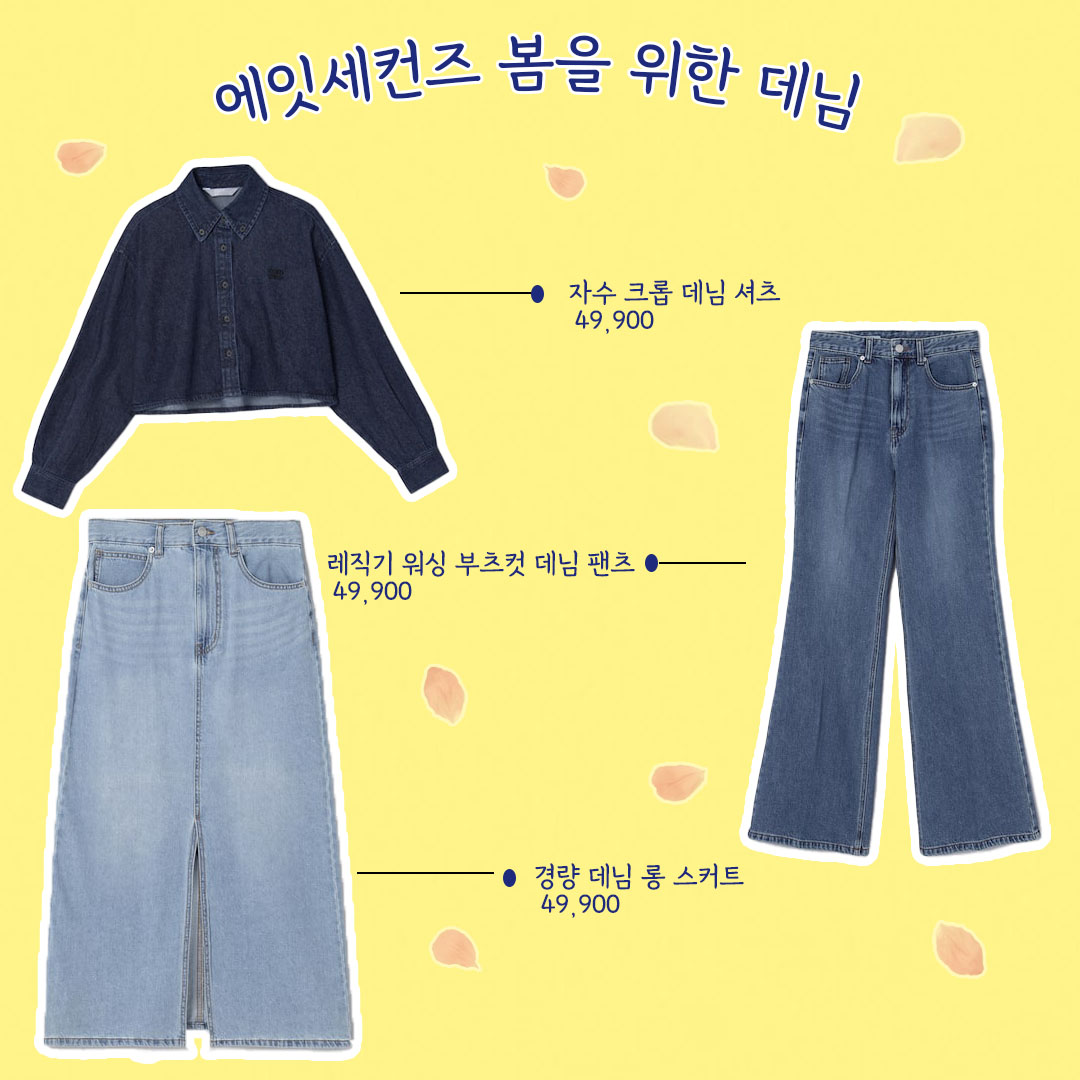 에잇세컨즈 봄을 위한 데님
자수 크롭 데님 셔츠
49,900
레직기 워싱 부츠컷 데님 팬츠
49,900
경량 데님 롱 스커트
49,900